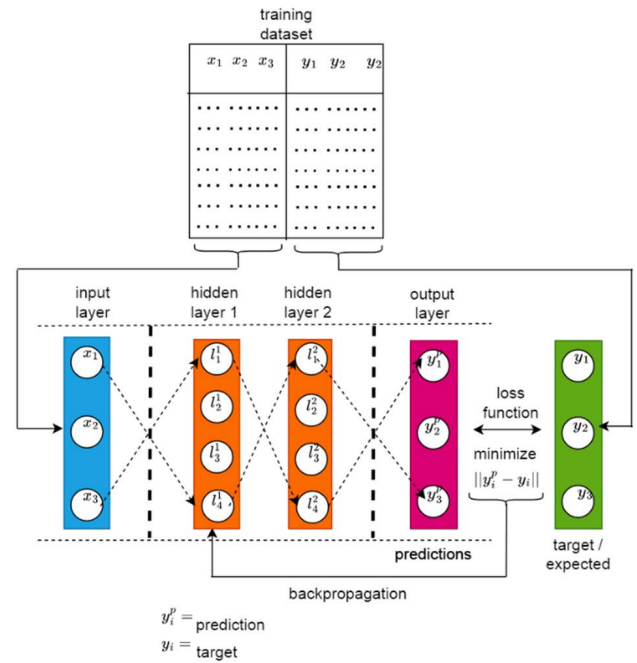 training
dataset
x₁ x₂ x₃ y₁ y₂ y₂
input
layer
hidden
layer 1
hidden
layer 2
output
layer
x₁ l₁¹ l₁² y₁ᵖ y₁
l₂¹ l₂²
x₂ y₂ᵖ y₂
l₃¹ l₃²
x₃ l₄¹ l₄² y₃ᵖ y₃
loss
function
minimize
||yᵢᵖ − yᵢ||
predictions
target /
expected
backpropagation
yᵢᵖ = prediction
yᵢ = target